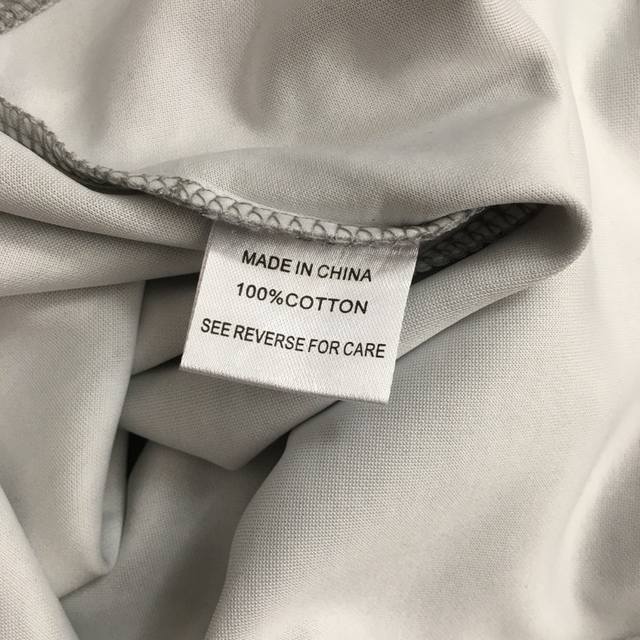 MADE IN CHINA
100%COTTON
SEE REVERSE FOR CARE